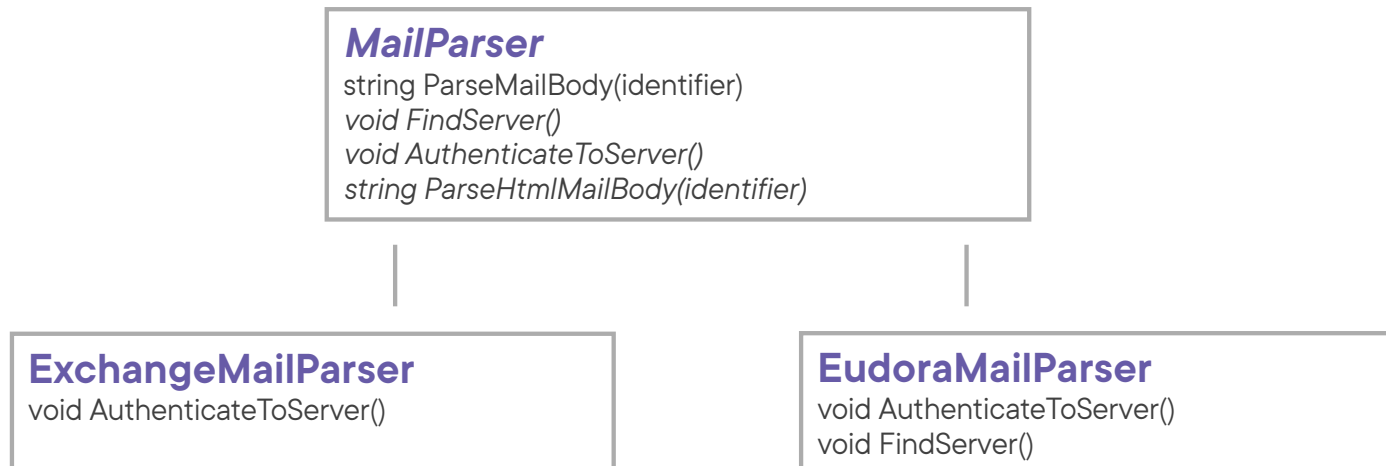 MailParser
string ParseMailBody(identifier)
void FindServer()
void AuthenticateToServer()
string ParseHtmlMailBody(identifier)
ExchangeMailParser
void AuthenticateToServer()
EudoraMailParser
void AuthenticateToServer()
void FindServer()